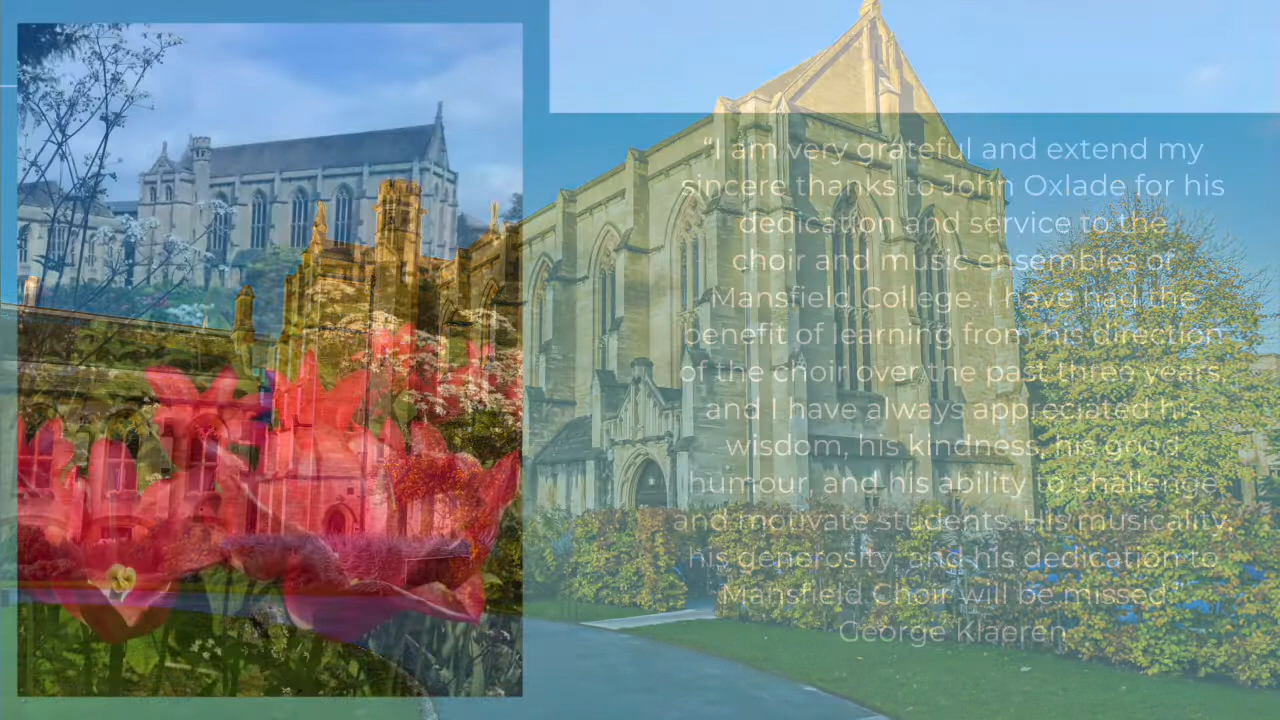 “I am very grateful and extend my
sincere thanks to John Oxlade for his
dedication and service to the
choir and music ensembles of
Mansfield College. I have had the
benefit of learning from his direction
of the choir over the past three years
and I have always appreciated his
wisdom, his kindness, his good
humour, and his ability to challenge
and motivate students. His musicality,
his generosity, and his dedication to
Mansfield Choir will be missed.”
George Klaeren